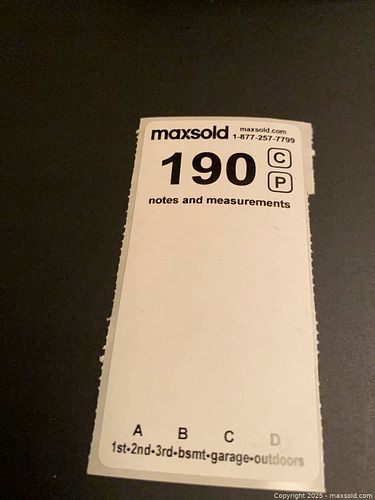 maxsold maxsold.com
1-877-257-7799
190 C
P
notes and measurements
A B C D
1st-2nd-3rd-bsmt-garage-outdoors
Copyright 2025 - maxsold.com